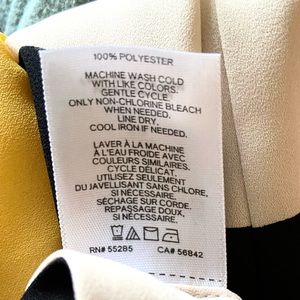 100% POLYESTER
MACHINE WASH COLD
WITH LIKE COLORS.
GENTLE CYCLE.
ONLY NON-CHLORINE BLEACH
WHEN NEEDED.
LINE DRY.
COOL IRON IF NEEDED.
LAVER À LA MACHINE
À L'EAU FROIDE AVEC
COULEURS SIMILAIRES.
CYCLE DÉLICAT.
UTILISEZ SEULEMENT
DU JAVELLISANT SANS CHLORE,
SI NÉCESSAIRE.
SÉCHAGE SUR CORDE.
REPASSAGE DOUX,
SI NÉCESSAIRE.
RN# 55285 CA# 56842